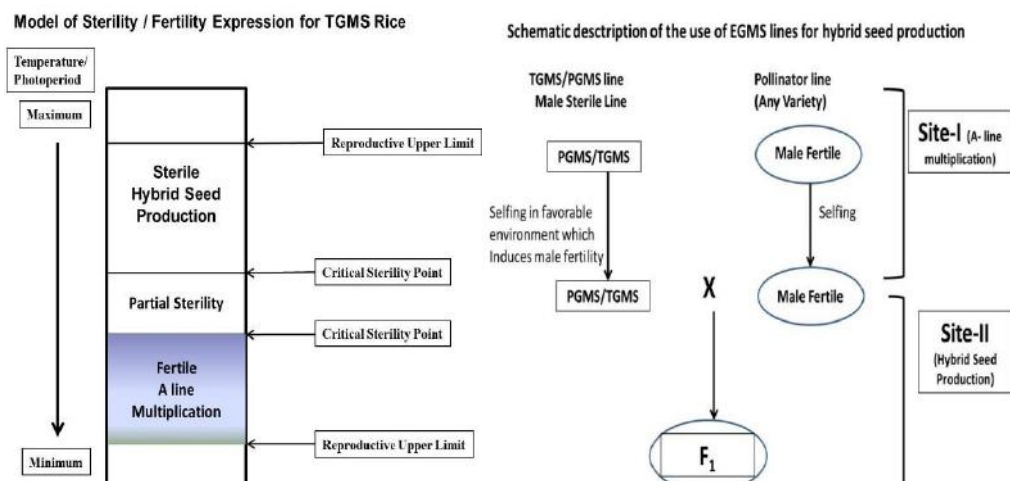 Model of Sterility / Fertility Expression for TGMS Rice
Temperature/
Photoperiod
Maximum
Reproductive Upper Limit
Sterile
Hybrid Seed
Production
Critical Sterility Point
Partial Sterility
Critical Sterility Point
Fertile
A line
Multiplication
Reproductive Upper Limit
Minimum
Schematic desctription of the use of EGMS lines for hybrid seed production
TGMS/PGMS line
Male Sterile Line
Pollinator line
(Any Variety)
PGMS/TGMS
Male Fertile
Site-I (A- line
multiplication)
Selfing in favorable
environment which
Induces male fertility
Selfing
PGMS/TGMS
X
Male Fertile
Site-II
(Hybrid Seed
Production)
F1